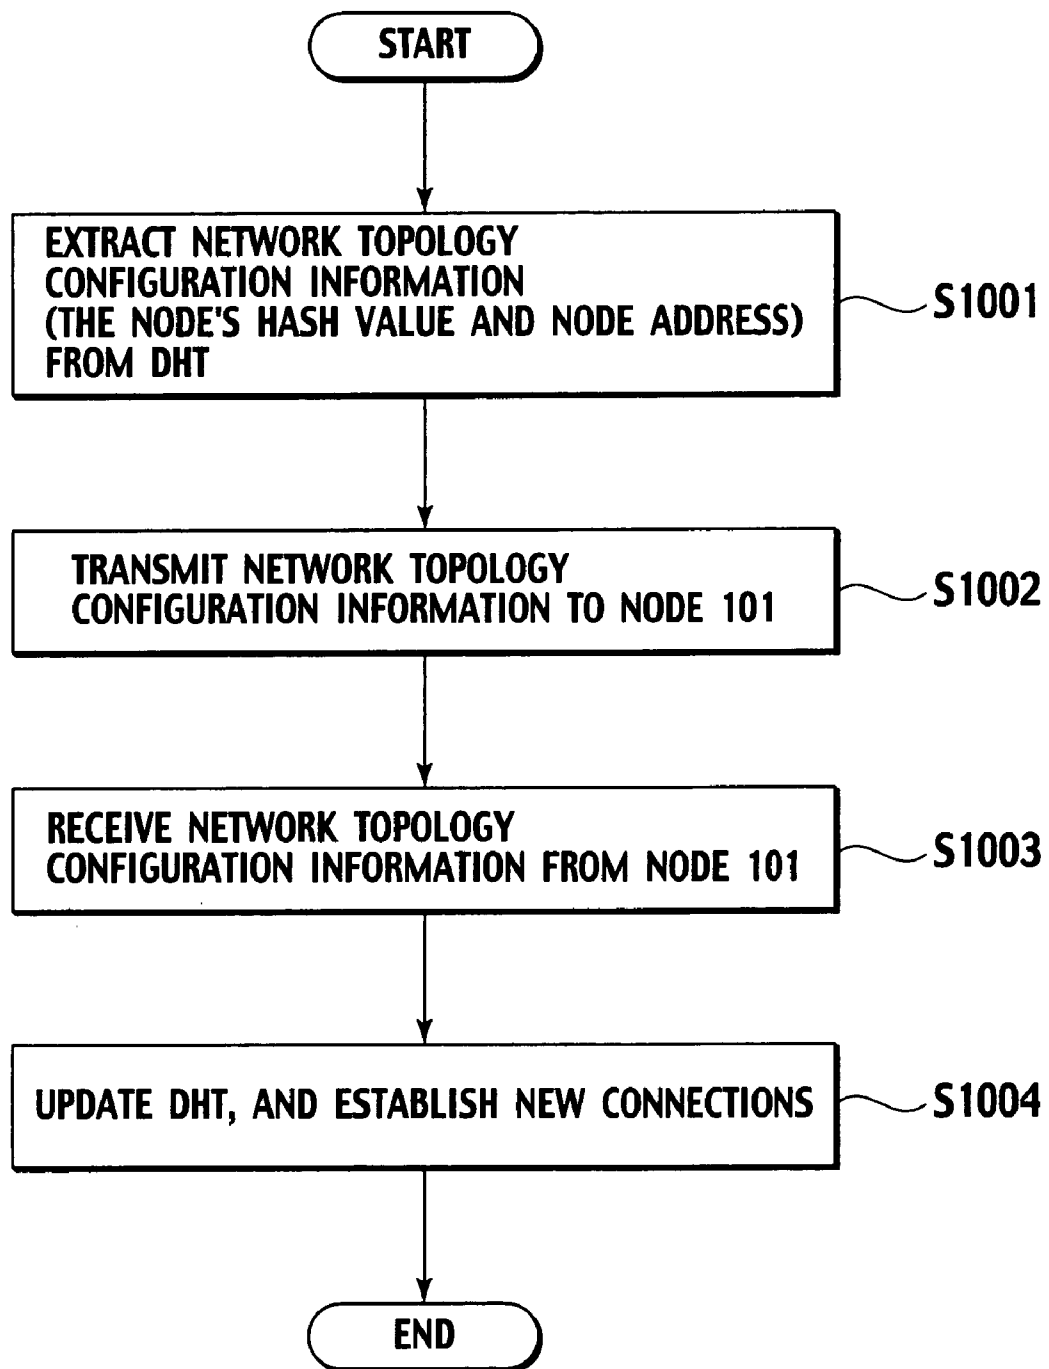 START
EXTRACT NETWORK TOPOLOGY
CONFIGURATION INFORMATION
(THE NODE'S HASH VALUE AND NODE ADDRESS)
FROM DHT
S1001
TRANSMIT NETWORK TOPOLOGY
CONFIGURATION INFORMATION TO NODE 101
S1002
RECEIVE NETWORK TOPOLOGY
CONFIGURATION INFORMATION FROM NODE 101
S1003
UPDATE DHT, AND ESTABLISH NEW CONNECTIONS
S1004
END